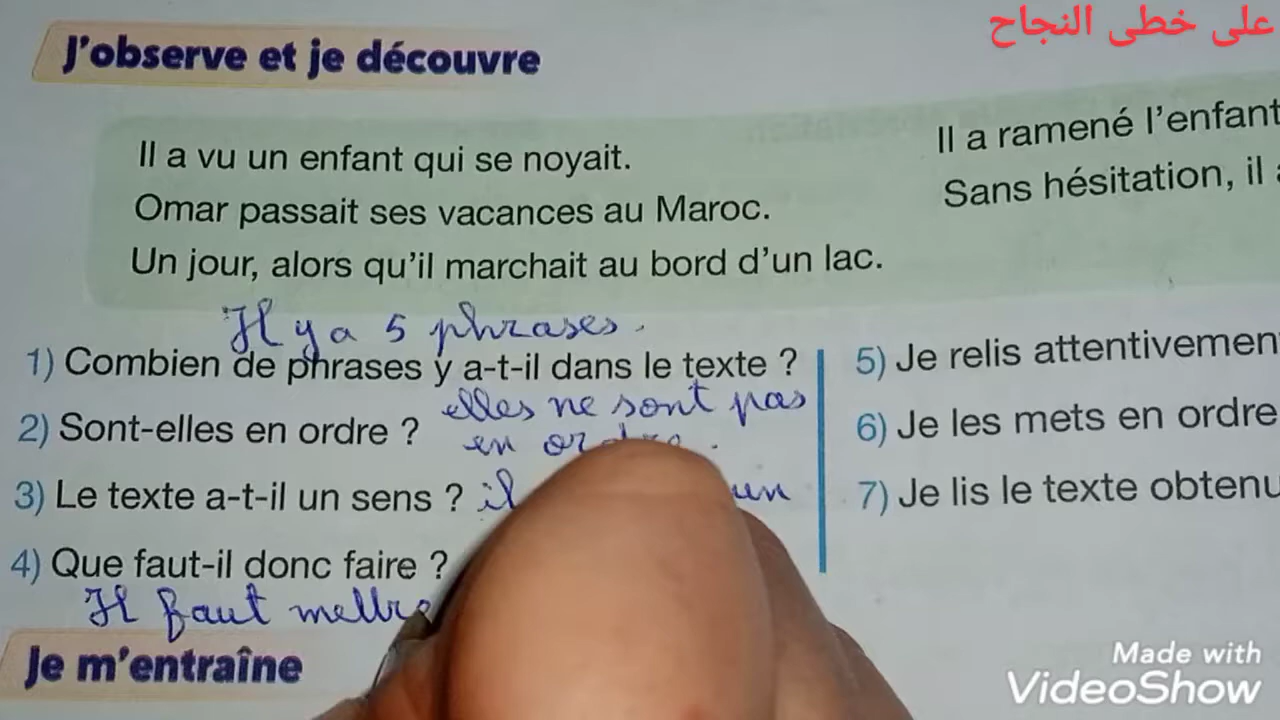 على خطى النجاح
J'observe et je découvre
Il a vu un enfant qui se noyait.
Omar passait ses vacances au Maroc.
Un jour, alors qu'il marchait au bord d'un lac.
Il a ramené l'enfant
Sans hésitation, il
Il y a 5 phrases.
1) Combien de phrases y a-t-il dans le texte ?
elles ne sont pas
2) Sont-elles en ordre ? en
3) Le texte a-t-il un sens ? il un
4) Que faut-il donc faire ?
Il faut mettre
5) Je relis attentivemen
6) Je les mets en ordre
7) Je lis le texte obtenu
Je m'entraîne
Made with
VideoShow